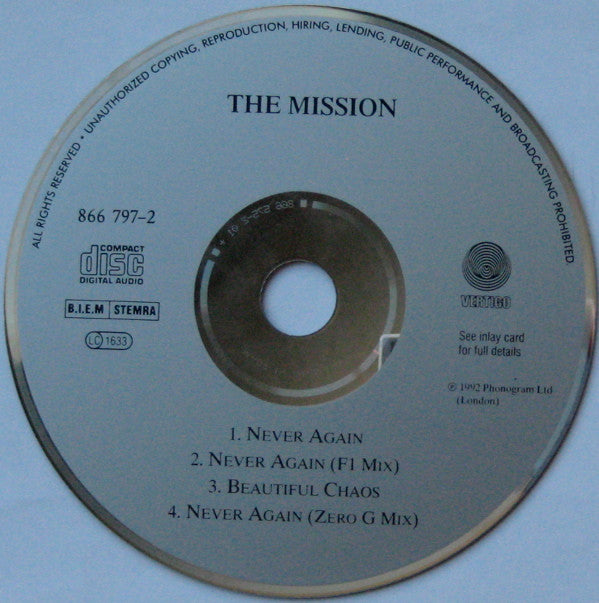 ALL RIGHTS RESERVED • UNAUTHORIZED COPYING, REPRODUCTION, HIRING, LENDING, PUBLIC PERFORMANCE AND BROADCASTING PROHIBITED.
THE MISSION
866 797-2
COMPACT
disc
DIGITAL AUDIO
B.I.E.M STEMRA
LC 1633
VERTIGO
See inlay card
for full details
℗ 1992 Phonogram Ltd
(London)
1. NEVER AGAIN
2. NEVER AGAIN (F1 MIX)
3. BEAUTIFUL CHAOS
4. NEVER AGAIN (ZERO G MIX)